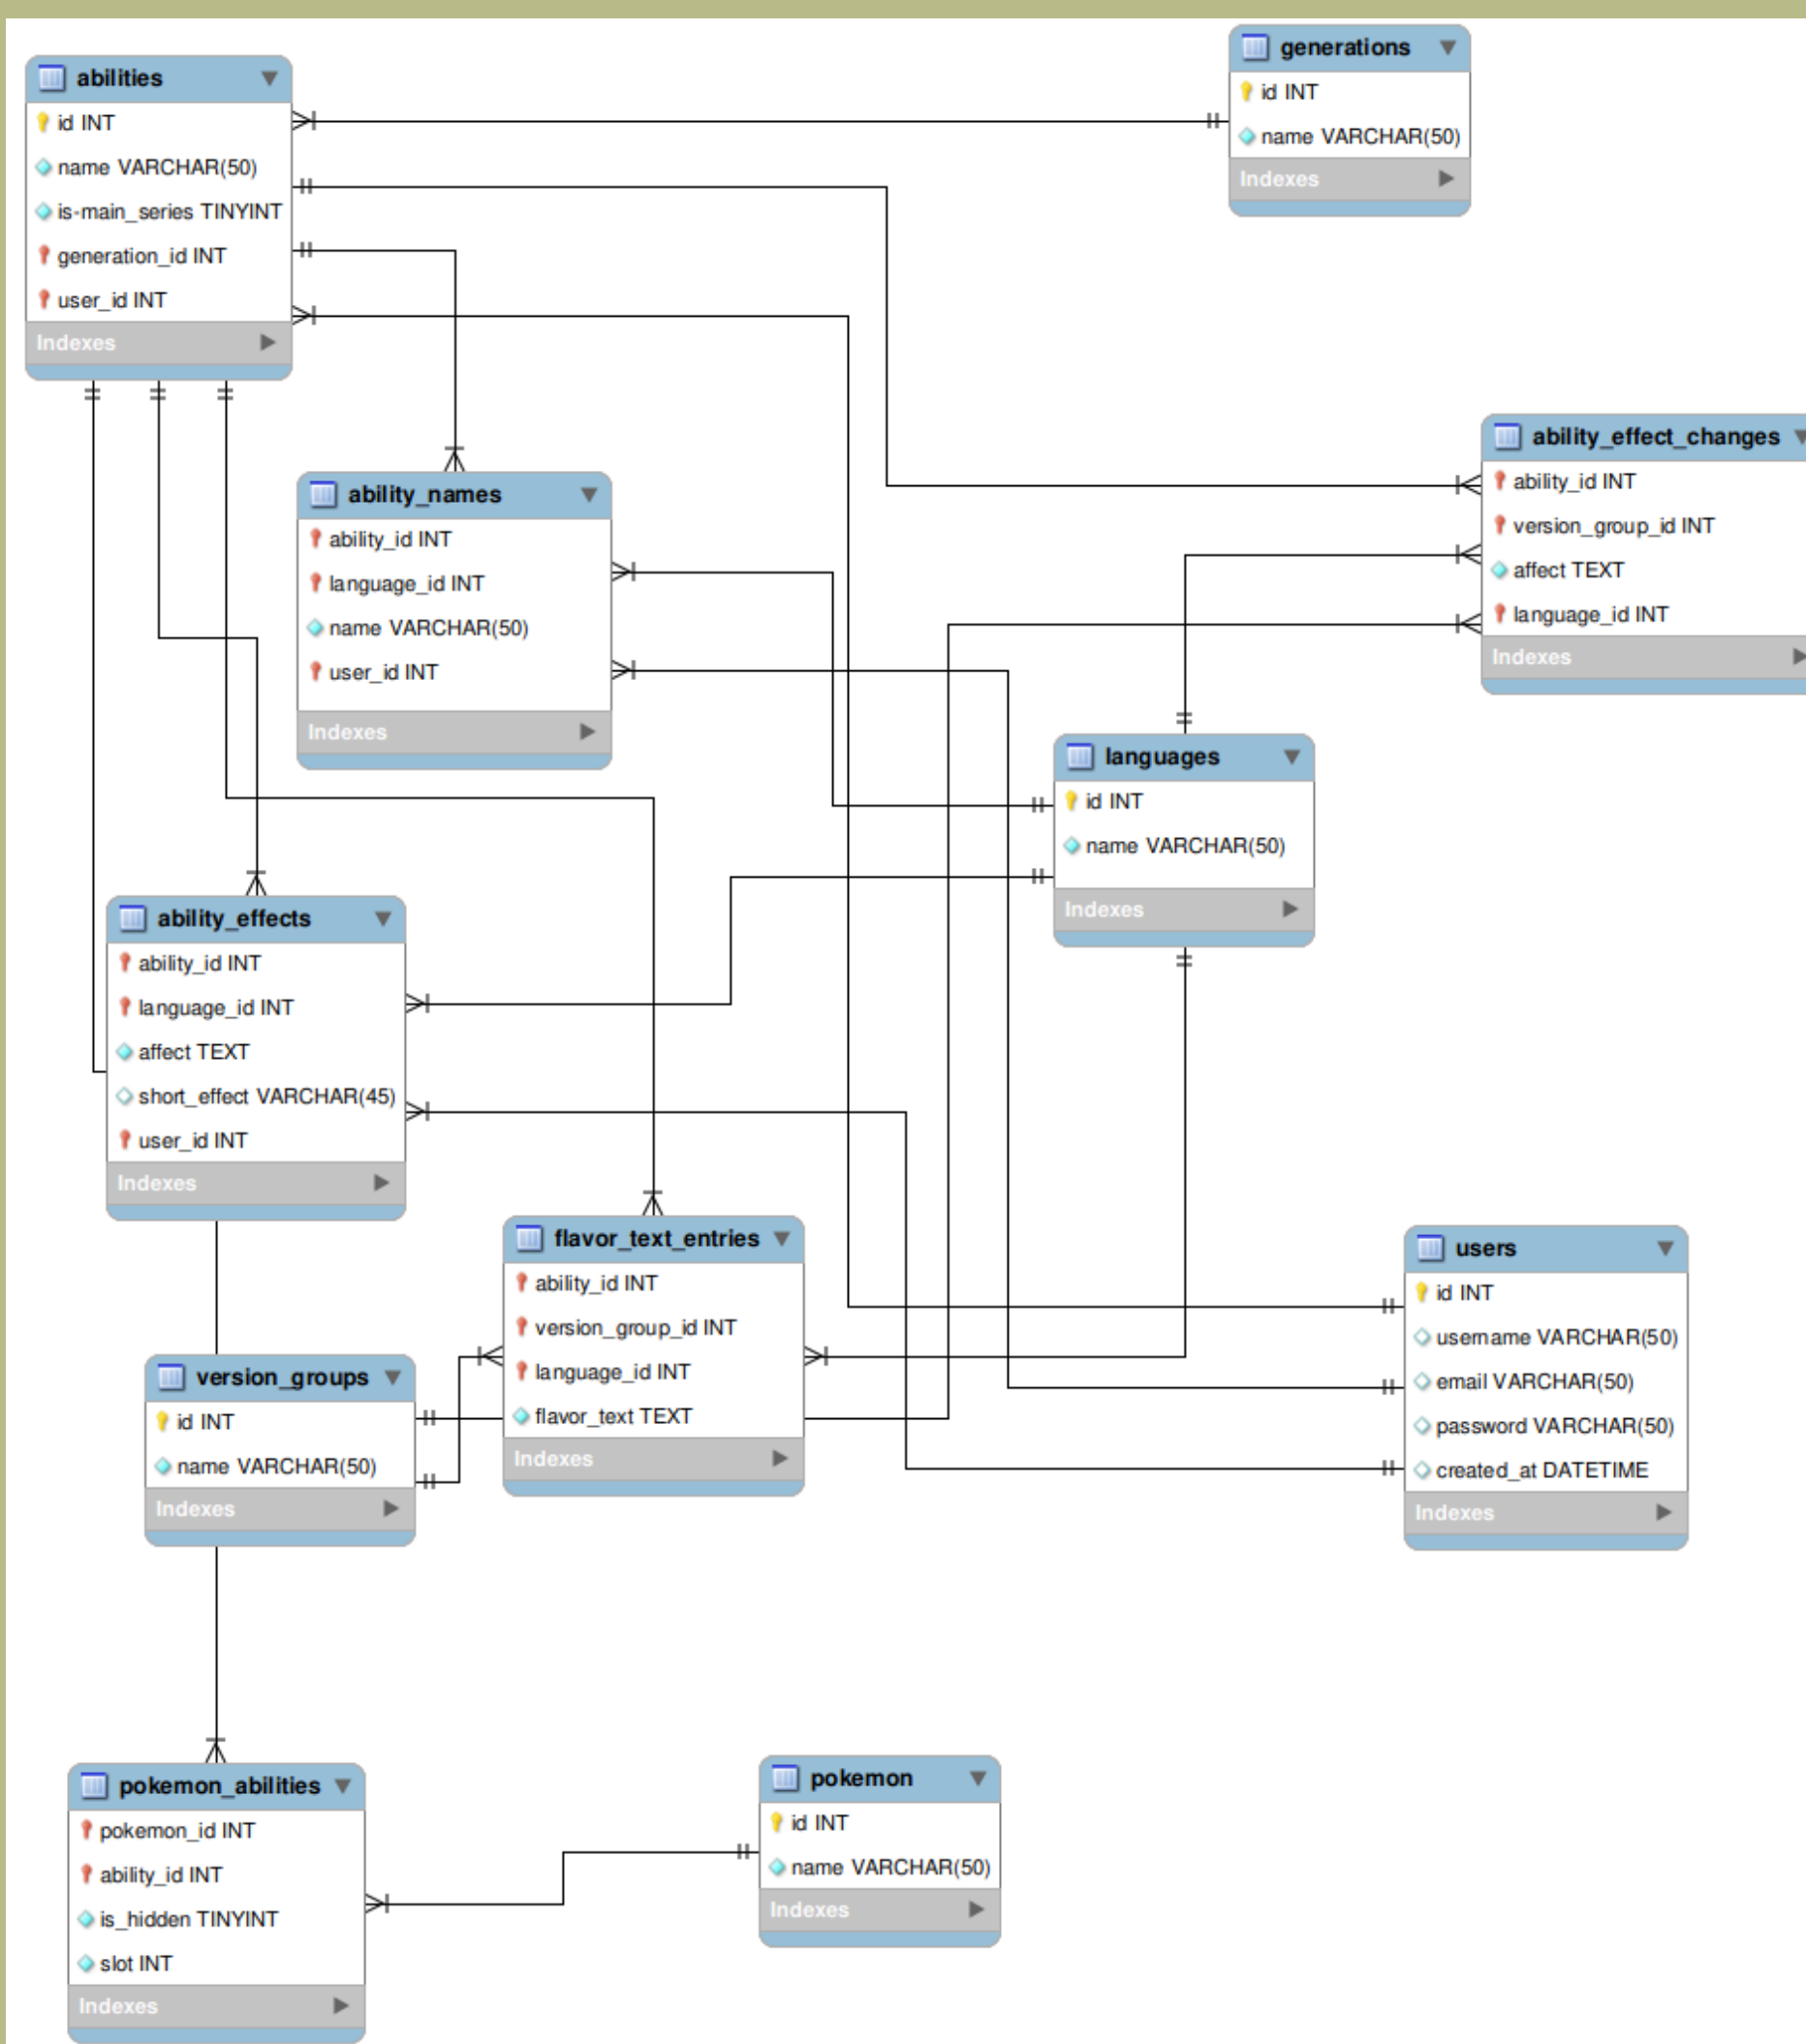 abilities
id INT
name VARCHAR(50)
is-main_series TINYINT
generation_id INT
user_id INT
Indexes
generations
id INT
name VARCHAR(50)
Indexes
ability_effect_changes
ability_id INT
version_group_id INT
affect TEXT
language_id INT
Indexes
ability_names
ability_id INT
language_id INT
name VARCHAR(50)
user_id INT
Indexes
languages
id INT
name VARCHAR(50)
Indexes
ability_effects
ability_id INT
language_id INT
affect TEXT
short_effect VARCHAR(45)
user_id INT
Indexes
flavor_text_entries
ability_id INT
version_group_id INT
language_id INT
flavor_text TEXT
Indexes
users
id INT
username VARCHAR(50)
email VARCHAR(50)
password VARCHAR(50)
created_at DATETIME
Indexes
version_groups
id INT
name VARCHAR(50)
Indexes
pokemon_abilities
pokemon_id INT
ability_id INT
is_hidden TINYINT
slot INT
Indexes
pokemon
id INT
name VARCHAR(50)
Indexes